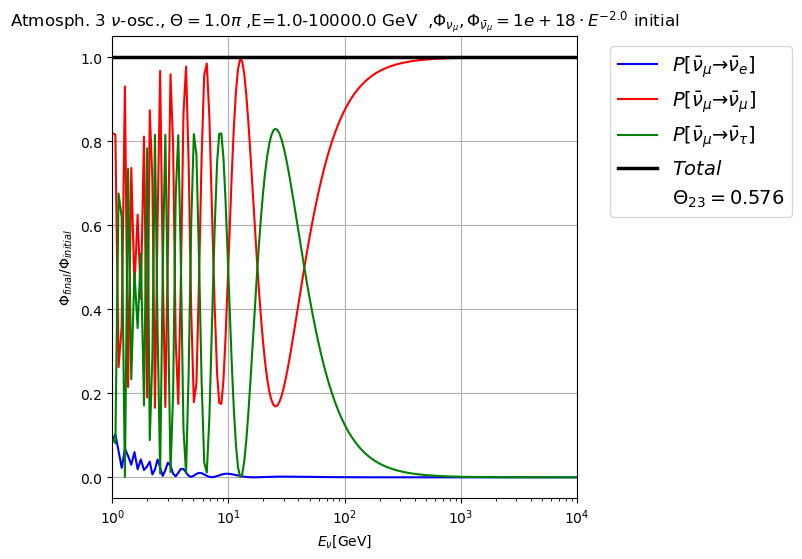 Atmosph. 3 ν-osc., Θ = 1.0π ,E=1.0-10000.0 GeV ,Φ_{ν_μ}, Φ_{ν̄_μ} = 1e + 18 · E^{−2.0} initial
P[ν̄_μ→ν̄_e]
P[ν̄_μ→ν̄_μ]
P[ν̄_μ→ν̄_τ]
Total
Θ_{23} = 0.576
Φ_{final}/Φ_{initial}
1.0
0.8
0.6
0.4
0.2
0.0
10^0 10^1 10^2 10^3 10^4
E_ν[GeV]